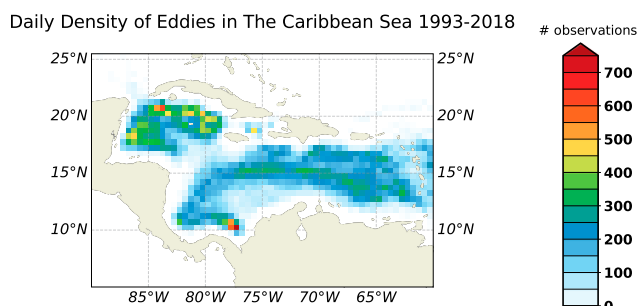 Daily Density of Eddies in The Caribbean Sea 1993-2018
# observations
25°N 25°N
20°N 20°N
15°N 15°N
10°N 10°N
85°W 80°W 75°W 70°W 65°W
700
600
500
400
300
200
100
0